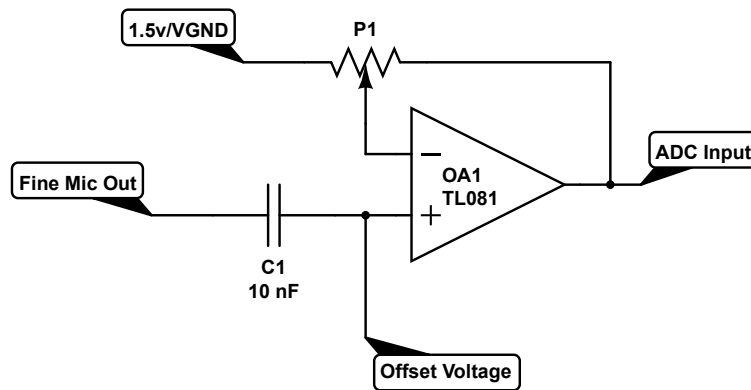 1.5v/VGND
P1
ADC Input
OA1
TL081
Fine Mic Out
C1
10 nF
Offset Voltage